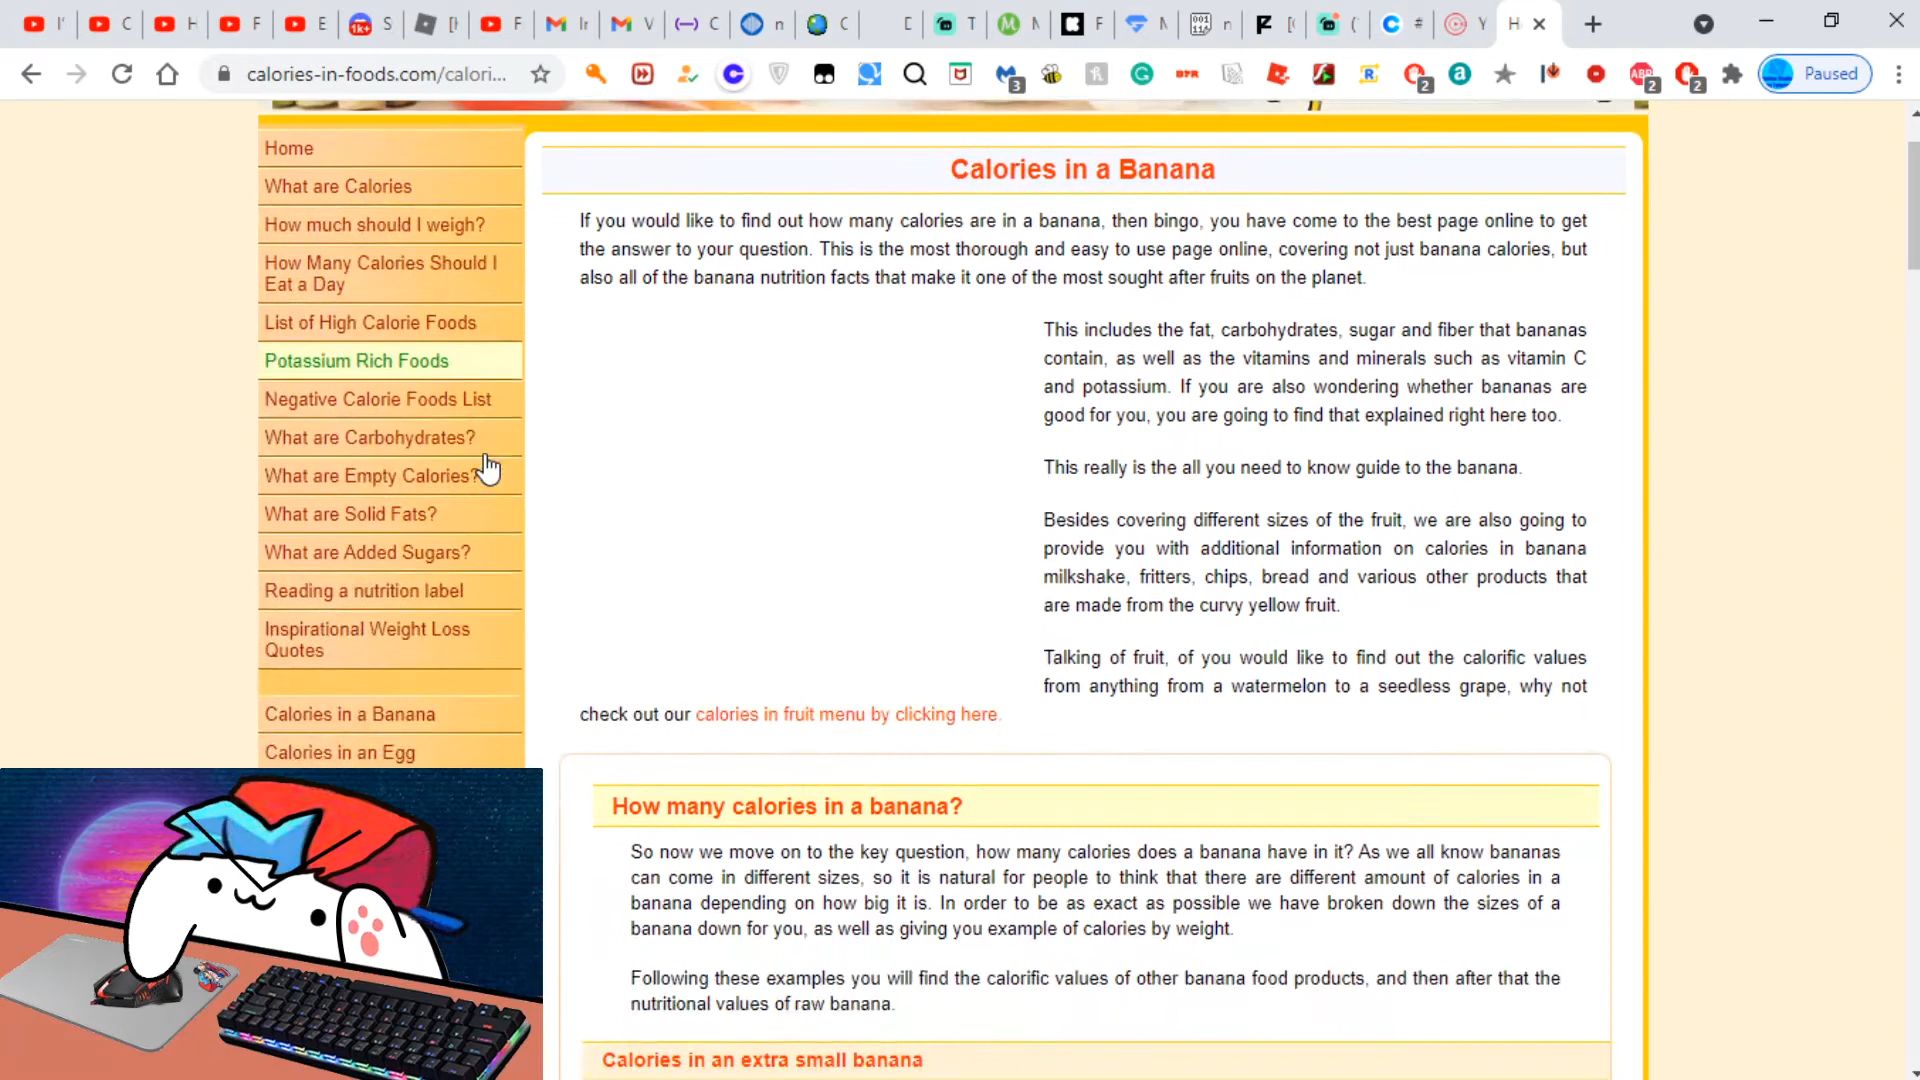 I'
C
H
F
E
S
[I
F
Ir
V
C
n
C
D
T
M
F
M
n
[(
(
#
Y
H
calories-in-foods.com/calori...
Paused
Home
What are Calories
How much should I weigh?
How Many Calories Should I
Eat a Day
List of High Calorie Foods
Potassium Rich Foods
Negative Calorie Foods List
What are Carbohydrates?
What are Empty Calories?
What are Solid Fats?
What are Added Sugars?
Reading a nutrition label
Inspirational Weight Loss
Quotes
Calories in a Banana
Calories in an Egg
Calories in a Banana
If you would like to find out how many calories are in a banana, then bingo, you have come to the best page online to get
the answer to your question. This is the most thorough and easy to use page online, covering not just banana calories, but
also all of the banana nutrition facts that make it one of the most sought after fruits on the planet.
This includes the fat, carbohydrates, sugar and fiber that bananas
contain, as well as the vitamins and minerals such as vitamin C
and potassium. If you are also wondering whether bananas are
good for you, you are going to find that explained right here too.
This really is the all you need to know guide to the banana.
Besides covering different sizes of the fruit, we are also going to
provide you with additional information on calories in banana
milkshake, fritters, chips, bread and various other products that
are made from the curvy yellow fruit.
Talking of fruit, of you would like to find out the calorific values
from anything from a watermelon to a seedless grape, why not
check out our calories in fruit menu by clicking here.
How many calories in a banana?
So now we move on to the key question, how many calories does a banana have in it? As we all know bananas
can come in different sizes, so it is natural for people to think that there are different amount of calories in a
banana depending on how big it is. In order to be as exact as possible we have broken down the sizes of a
banana down for you, as well as giving you example of calories by weight.
Following these examples you will find the calorific values of other banana food products, and then after that the
nutritional values of raw banana.
Calories in an extra small banana